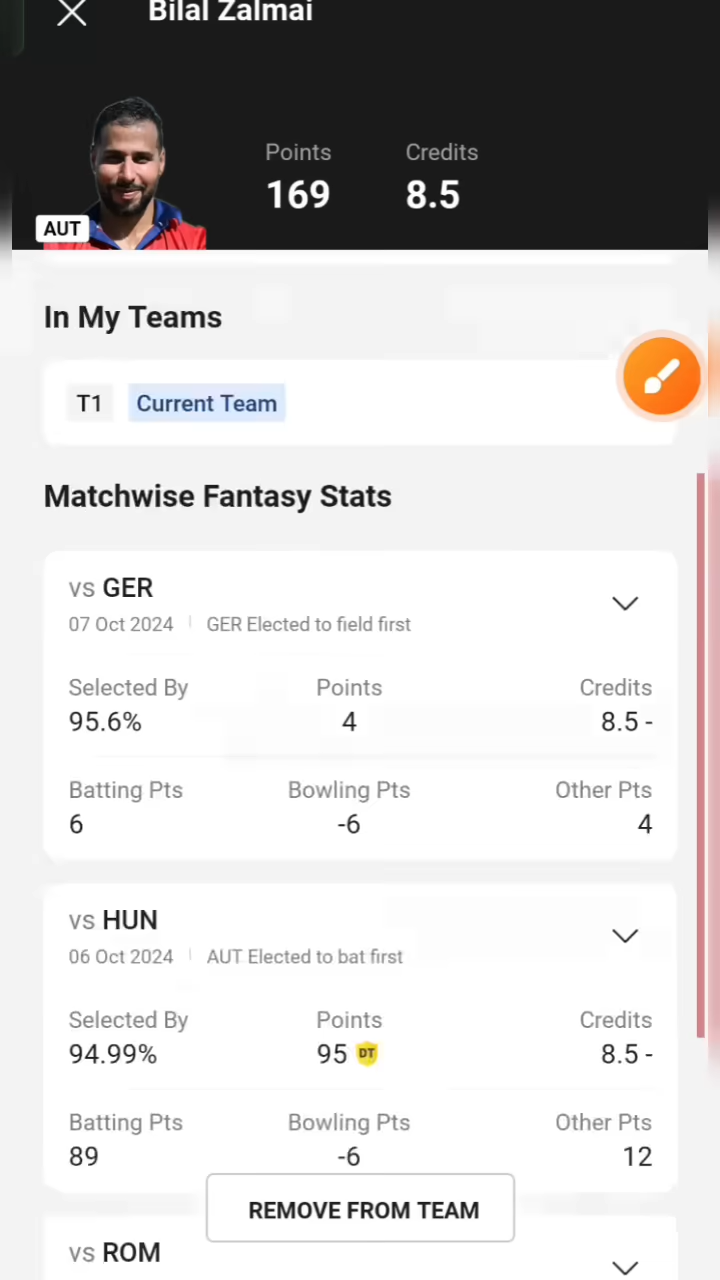 Bilal Zalmai
Points Credits
169 8.5
AUT
In My Teams
T1 Current Team
Matchwise Fantasy Stats
vs GER
07 Oct 2024 GER Elected to field first
Selected By Points Credits
95.6% 4 8.5 -
Batting Pts Bowling Pts Other Pts
6 -6 4
vs HUN
06 Oct 2024 AUT Elected to bat first
Selected By Points Credits
94.99% 95 DT 8.5 -
Batting Pts Bowling Pts Other Pts
89 -6 12
REMOVE FROM TEAM
vs ROM